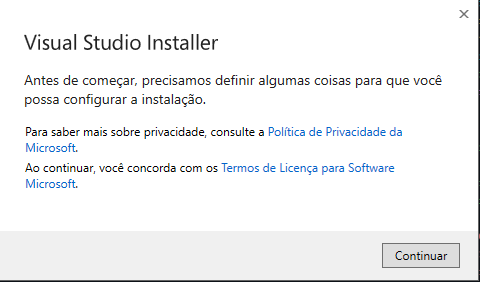 Visual Studio Installer
Antes de começar, precisamos definir algumas coisas para que você
possa configurar a instalação.
Para saber mais sobre privacidade, consulte a Política de Privacidade da
Microsoft.
Ao continuar, você concorda com os Termos de Licença para Software
Microsoft.
Continuar